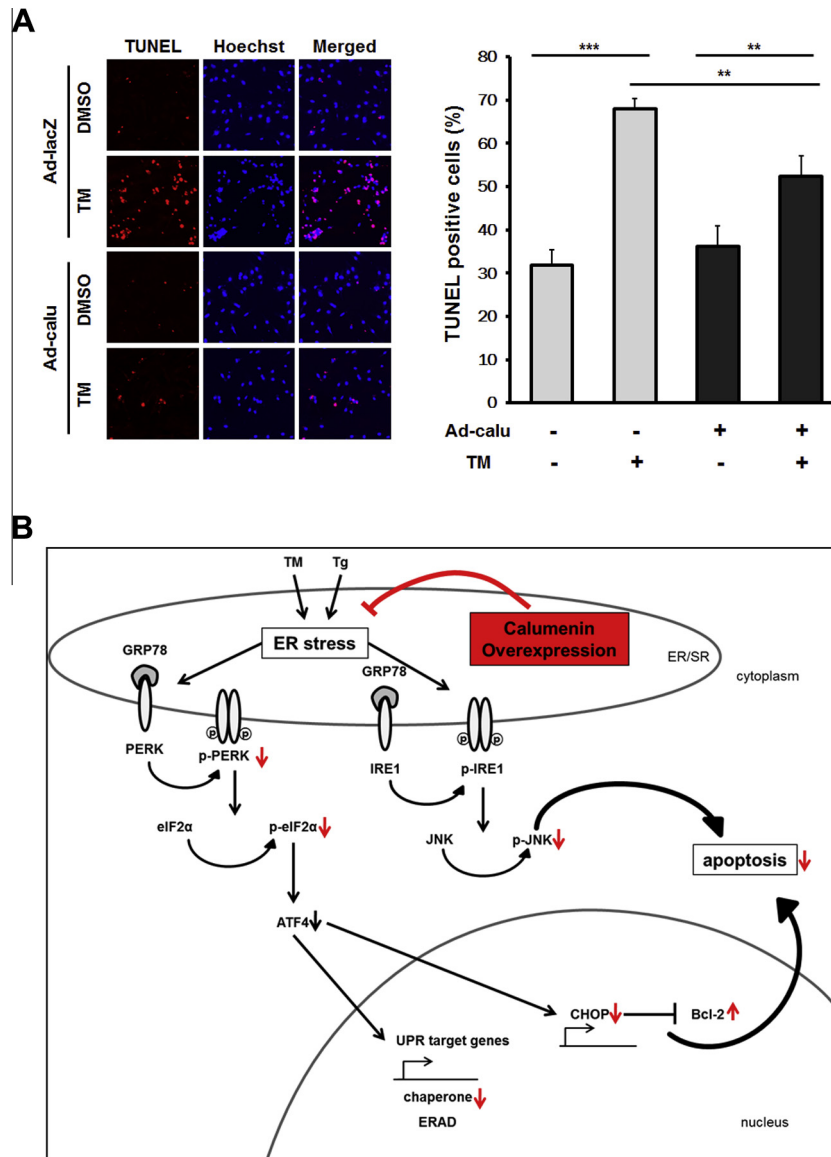 A
TUNEL Hoechst Merged
Ad-lacZ
DMSO
TM
Ad-calu
DMSO
TM
TUNEL positive cells (%)
80
70
60
50
40
30
20
10
0
*** **
**
Ad-calu - - + +
TM - + - +
B
TM Tg
ER stress
Calumenin
Overexpression
ER/SR
cytoplasm
GRP78
GRP78
PERK
p-PERK
P P
IRE1
p-IRE1
P P
eIF2α
p-eIF2α
JNK
p-JNK
apoptosis
ATF4
CHOP
Bcl-2
UPR target genes
chaperone
ERAD
nucleus